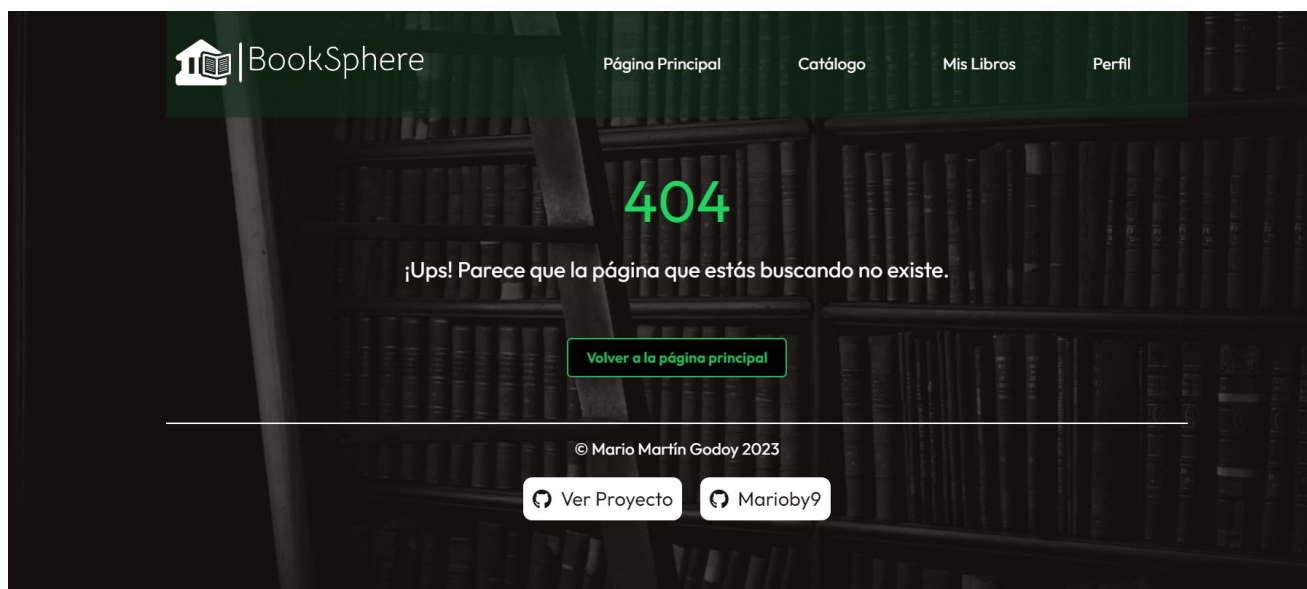 BookSphere
Página Principal Catálogo Mis Libros Perfil
404
¡Ups! Parece que la página que estás buscando no existe.
Volver a la página principal
© Mario Martín Godoy 2023
Ver Proyecto Marioby9